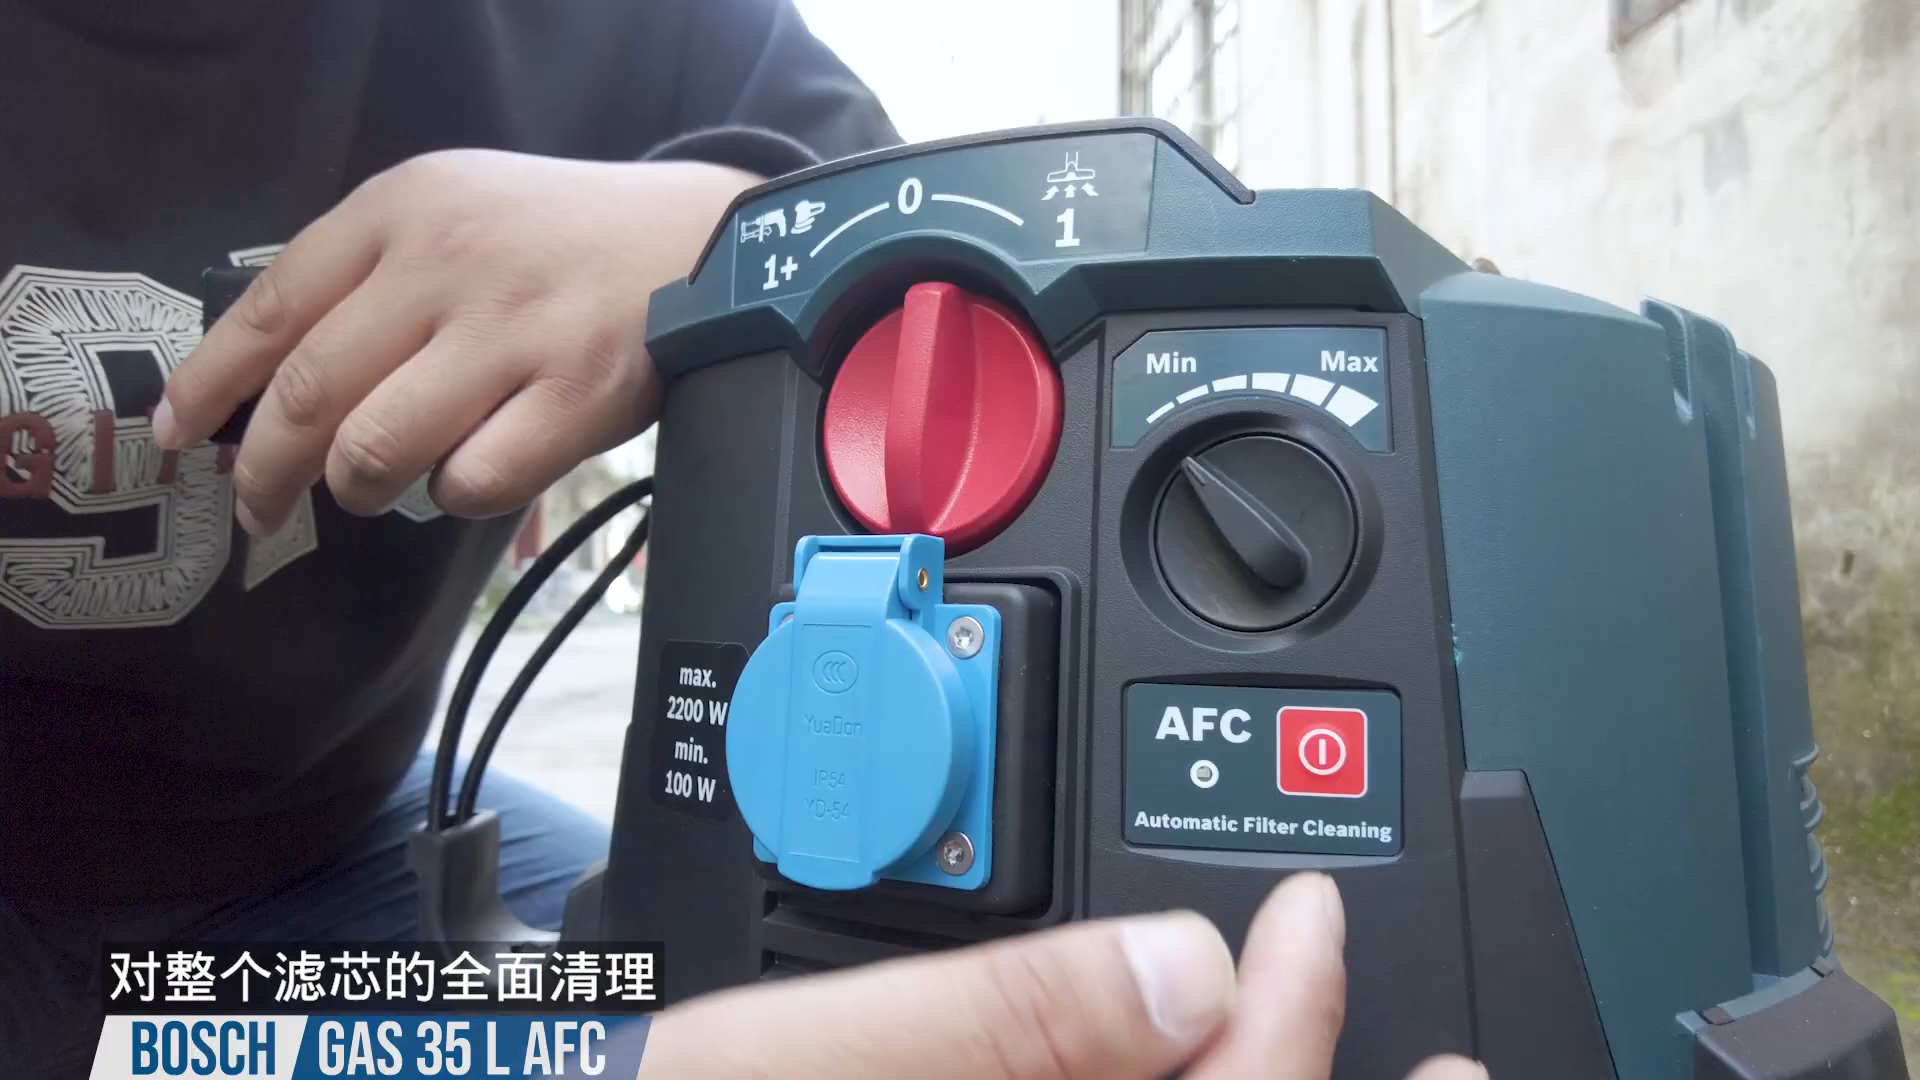 0
1
1+
Min
Max
max.
2200 W
min.
100 W
YuaDon
IP54
YD-54
AFC
Automatic Filter Cleaning
对整个滤芯的全面清理
BOSCH GAS 35 L AFC